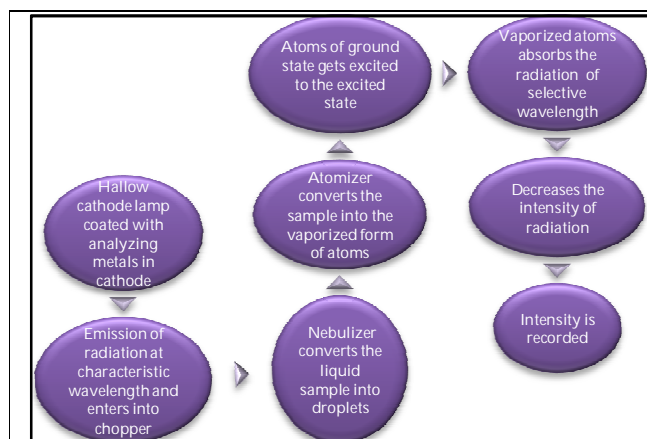 Hallow
cathode lamp
coated with
analyzing
metals in
cathode
Emission of
radiation at
characteristic
wavelength and
enters into
chopper
Nebulizer
converts the
liquid
sample into
droplets
Atomizer
converts the
sample into the
vaporized form
of atoms
Atoms of ground
state gets excited
to the excited
state
Vaporized atoms
absorbs the
radiation of
selective
wavelength
Decreases the
intensity of
radiation
Intensity is
recorded